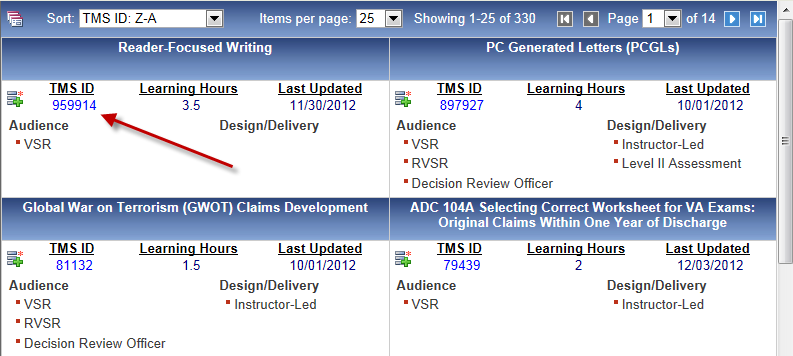 Sort: TMS ID: Z-A Items per page: 25 Showing 1-25 of 330 Page 1 of 14
Reader-Focused Writing
TMS ID Learning Hours Last Updated
959914 3.5 11/30/2012
Audience Design/Delivery
VSR
PC Generated Letters (PCGLs)
TMS ID Learning Hours Last Updated
897927 4 10/01/2012
Audience Design/Delivery
VSR Instructor-Led
RVSR Level II Assessment
Decision Review Officer
Global War on Terrorism (GWOT) Claims Development
TMS ID Learning Hours Last Updated
81132 1.5 10/01/2012
Audience Design/Delivery
VSR Instructor-Led
RVSR
Decision Review Officer
ADC 104A Selecting Correct Worksheet for VA Exams:
Original Claims Within One Year of Discharge
TMS ID Learning Hours Last Updated
79439 2 12/03/2012
Audience Design/Delivery
VSR Instructor-Led